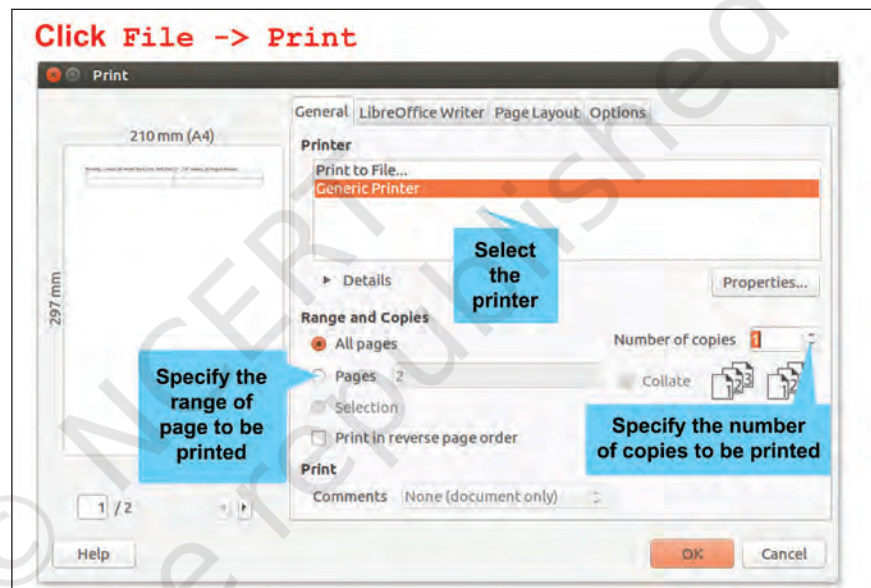 Click File -> Print
Print
General LibreOffice Writer Page Layout Options
210 mm (A4)
297 mm
Printer
Print to File...
Generic Printer
Select
the
printer
Details
Properties...
Range and Copies
All pages
Number of copies 1
Pages 2
Collate
Selection
Print in reverse page order
Specify the
range of
page to be
printed
Specify the number
of copies to be printed
Print
Comments None (document only)
1 / 2
Help
OK Cancel
© NCERT
be republished